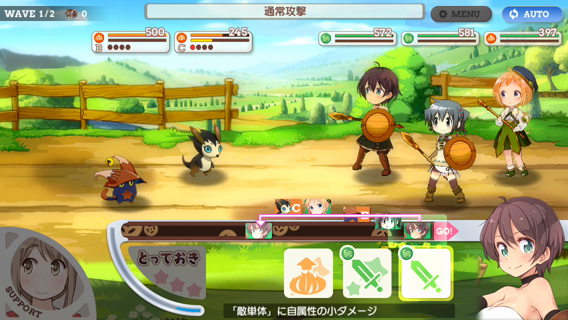 WAVE 1/2 0
通常攻撃
MENU
AUTO
500
B
245
C
572
581
397
C
GO!
とっておき
SUPPORT
「敵単体」に自属性の小ダメージ